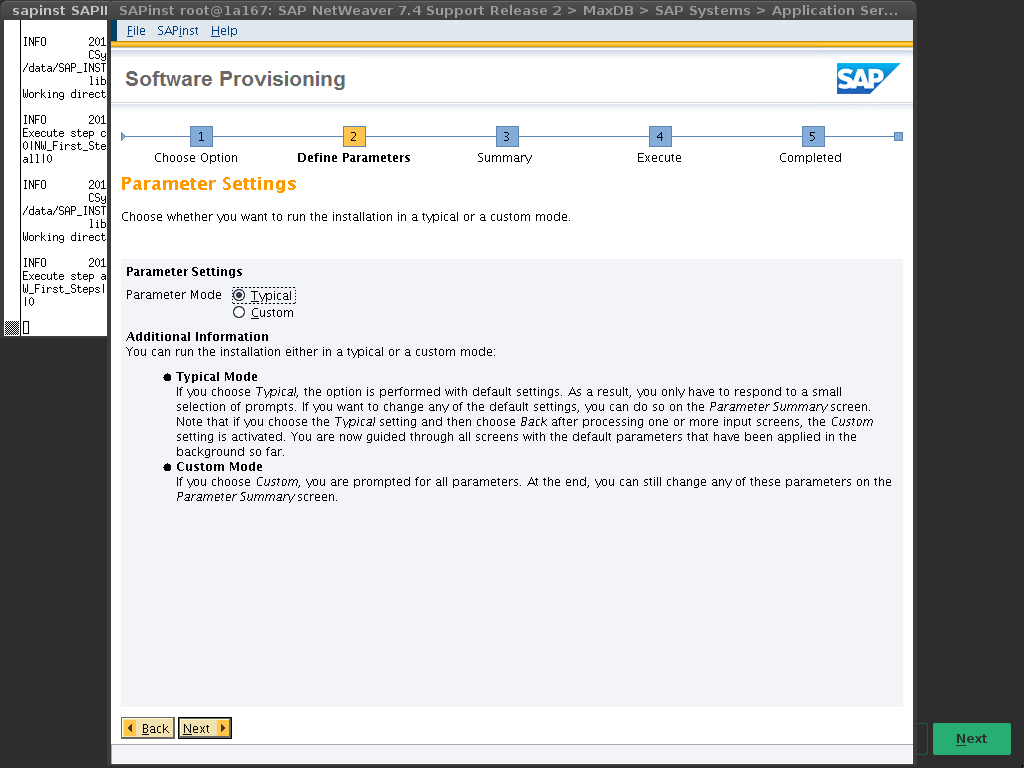 sapinst SAPI
SAPinst root@1a167: SAP NetWeaver 7.4 Support Release 2 > MaxDB > SAP Systems > Application Ser...
INFO 201
CSy
/data/SAP_INST
lib
Working direct
INFO 201
Execute step c
0|NW_First_Ste
all|0
INFO 201
CSy
/data/SAP_INST
lib
Working direct
INFO 201
Execute step a
W_First_Steps|
|0
File SAPinst Help
Software Provisioning
SAP
1 2 3 4 5
Choose Option Define Parameters Summary Execute Completed
Parameter Settings
Choose whether you want to run the installation in a typical or a custom mode.
Parameter Settings
Parameter Mode Typical
Custom
Additional Information
You can run the installation either in a typical or a custom mode:
Typical Mode
If you choose Typical, the option is performed with default settings. As a result, you only have to respond to a small
selection of prompts. If you want to change any of the default settings, you can do so on the Parameter Summary screen.
Note that if you choose the Typical setting and then choose Back after processing one or more input screens, the Custom
setting is activated. You are now guided through all screens with the default parameters that have been applied in the
background so far.
Custom Mode
If you choose Custom, you are prompted for all parameters. At the end, you can still change any of these parameters on the
Parameter Summary screen.
Back Next
Next